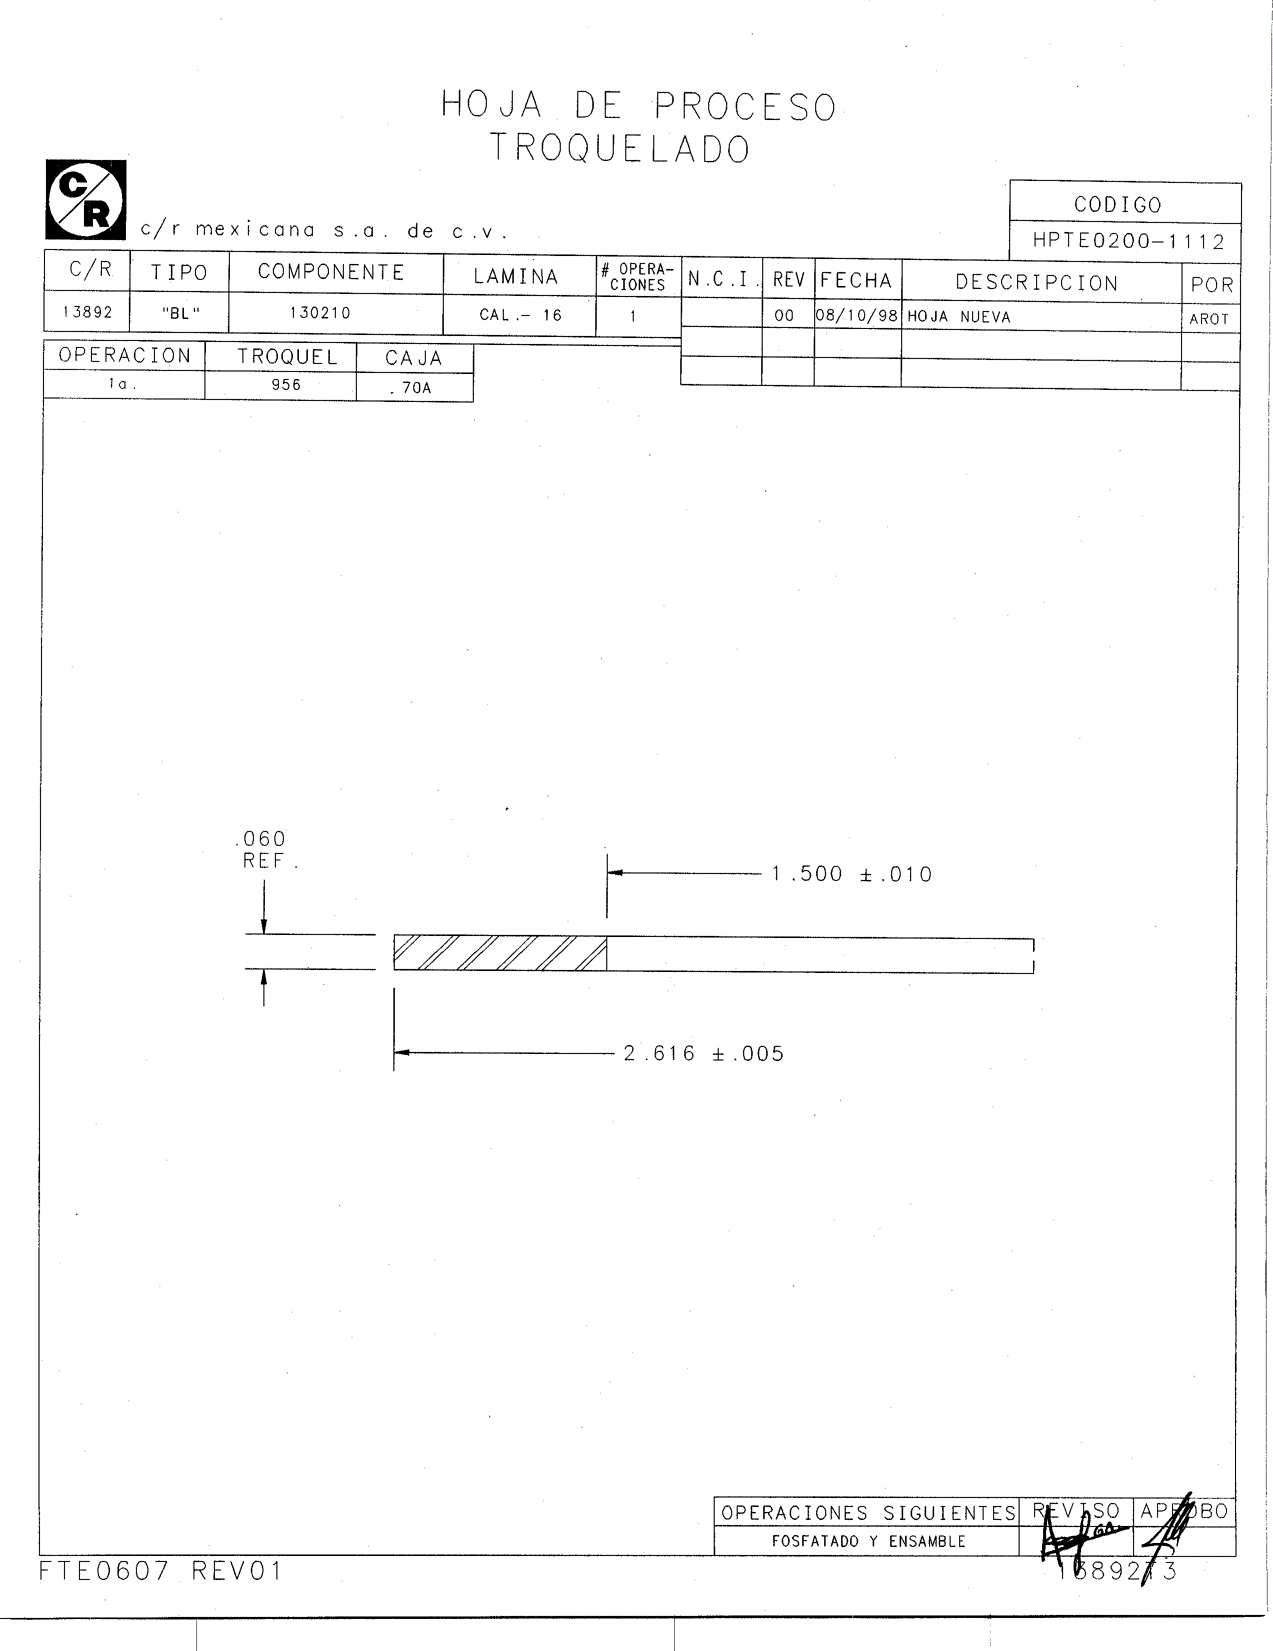 HOJA DE PROCESO
TROQUELADO
C/R
c/r mexicana s.a. de c.v.
CODIGO
HPTE0200-1112
C/R TIPO COMPONENTE LAMINA # OPERA-CIONES N.C.I. REV FECHA DESCRIPCION POR
13892 "BL" 130210 CAL.- 16 1 00 08/10/98 HOJA NUEVA AROT
OPERACION TROQUEL CAJA
1a. 956 .70A
.060
REF.
1.500 ±.010
2.616 ±.005
OPERACIONES SIGUIENTES REVISO APROBO
FOSFATADO Y ENSAMBLE
FTE0607 REV01